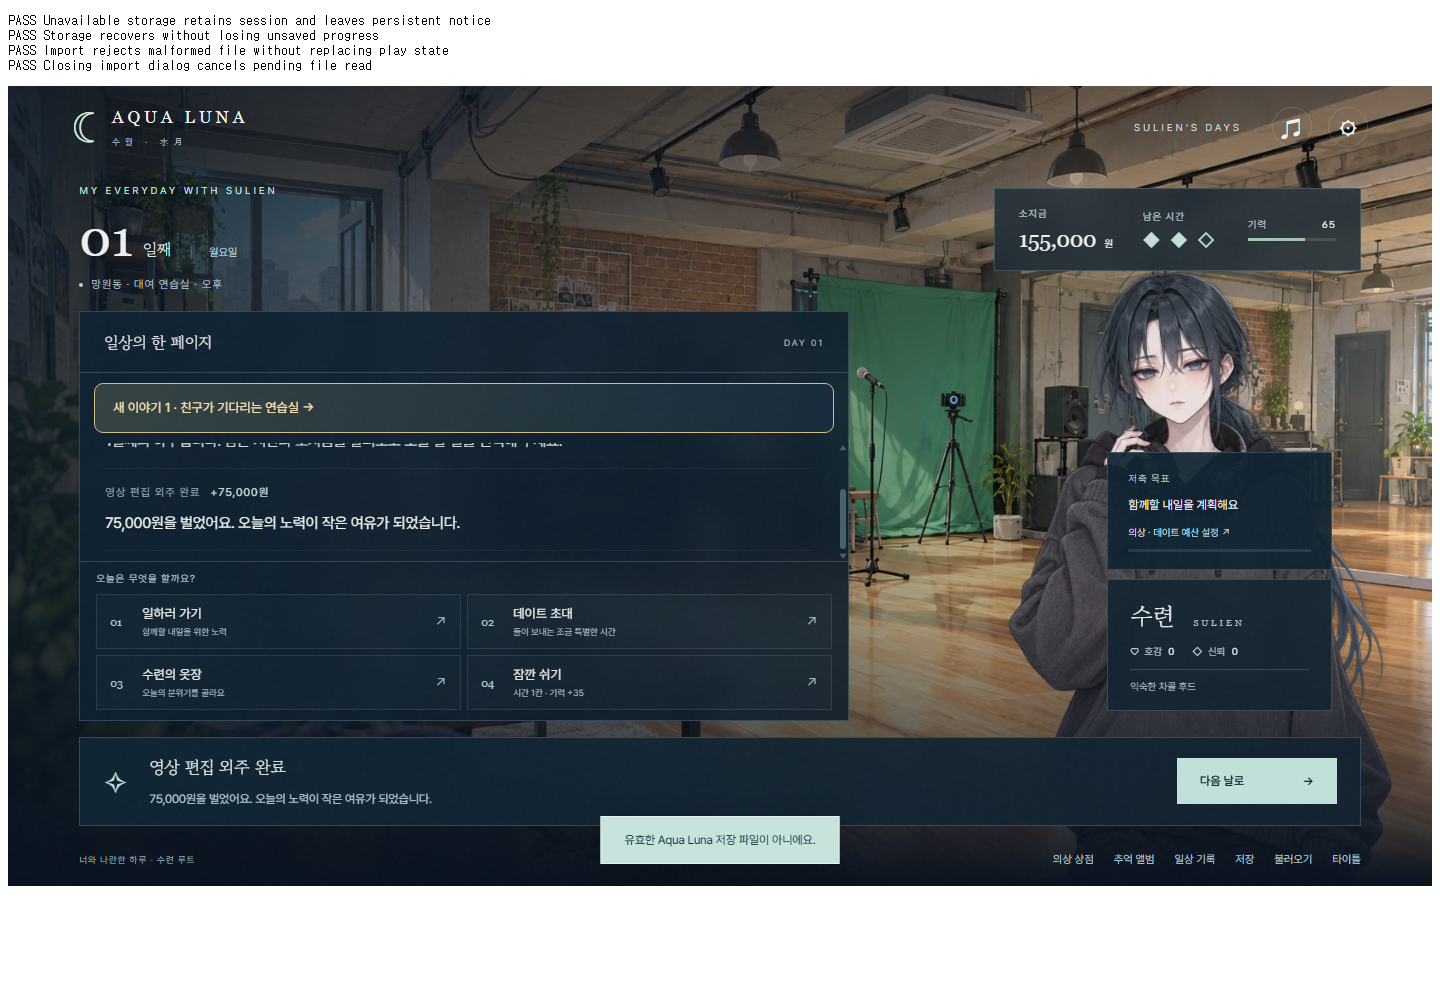 PASS Unavailable storage retains session and leaves persistent notice
PASS Storage recovers without losing unsaved progress
PASS Import rejects malformed file without replacing play state
PASS Closing import dialog cancels pending file read
AQUA LUNA
수월 · 水月
SULIEN'S DAYS
MY EVERYDAY WITH SULIEN
01 일째 | 월요일
망원동 · 대여 연습실 · 오후
소지금
155,000 원
남은 시간
기력 65
일상의 한 페이지
DAY 01
새 이야기 1 · 친구가 기다리는 연습실 →
영상 편집 외주 완료 +75,000원
75,000원을 벌었어요. 오늘의 노력이 작은 여유가 되었습니다.
오늘은 무엇을 할까요?
01 일하러 가기 ↗
함께할 내일을 위한 노력
02 데이트 초대 ↗
둘이 보내는 조금 특별한 시간
03 수련의 옷장 ↗
오늘의 분위기를 골라요
04 잠깐 쉬기 ↗
시간 1칸 · 기력 +35
저축 목표
함께할 내일을 계획해요
의상 · 데이트 예산 설정 ↗
수련 SULIEN
♡ 호감 0 ◇ 신뢰 0
익숙한 차콜 후드
영상 편집 외주 완료
75,000원을 벌었어요. 오늘의 노력이 작은 여유가 되었습니다.
다음 날로 →
유효한 Aqua Luna 저장 파일이 아니에요.
너와 나란한 하루 · 수련 루트
의상 상점 추억 앨범 일상 기록 저장 불러오기 타이틀